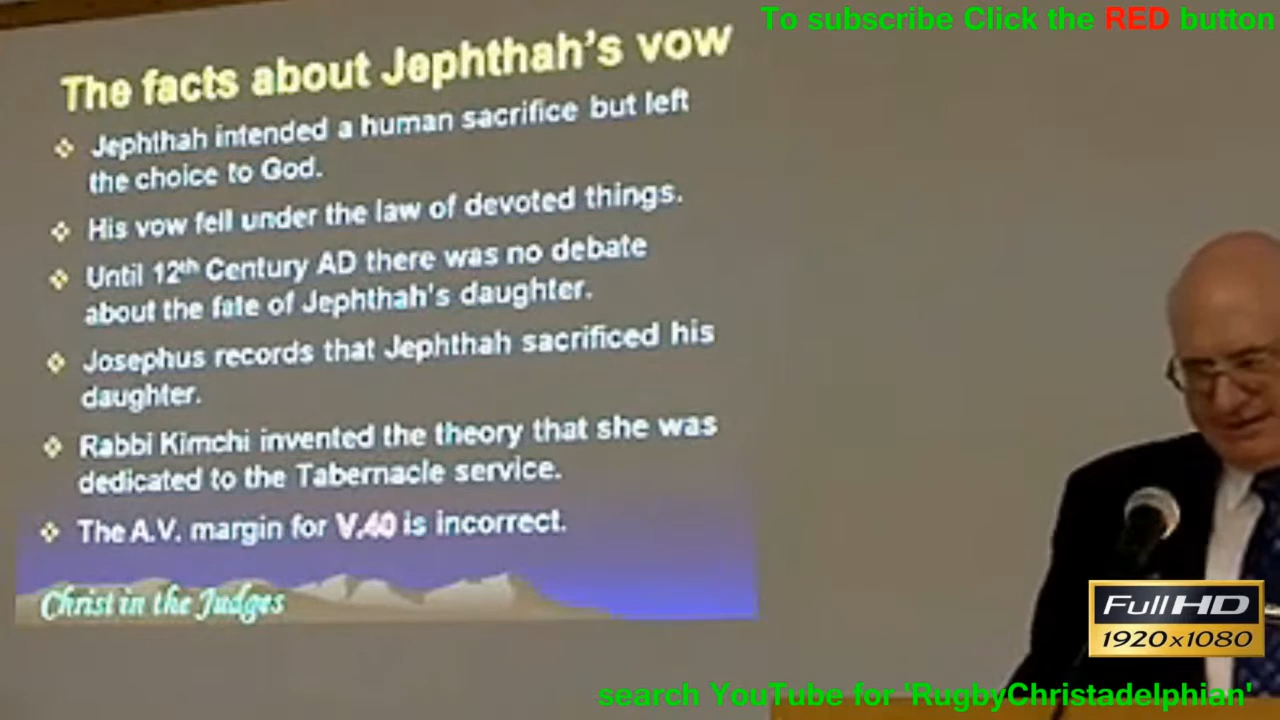 To subscribe Click the RED button
The facts about Jephthah's vow
Jephthah intended a human sacrifice but left
the choice to God.
His vow fell under the law of devoted things.
Until 12th Century AD there was no debate
about the fate of Jephthah's daughter.
Josephus records that Jephthah sacrificed his
daughter.
Rabbi Kimchi invented the theory that she was
dedicated to the Tabernacle service.
The A.V. margin for V.40 is incorrect.
Christ in the Judges
Full HD
1920x1080
search YouTube for 'RugbyChristadelphian'